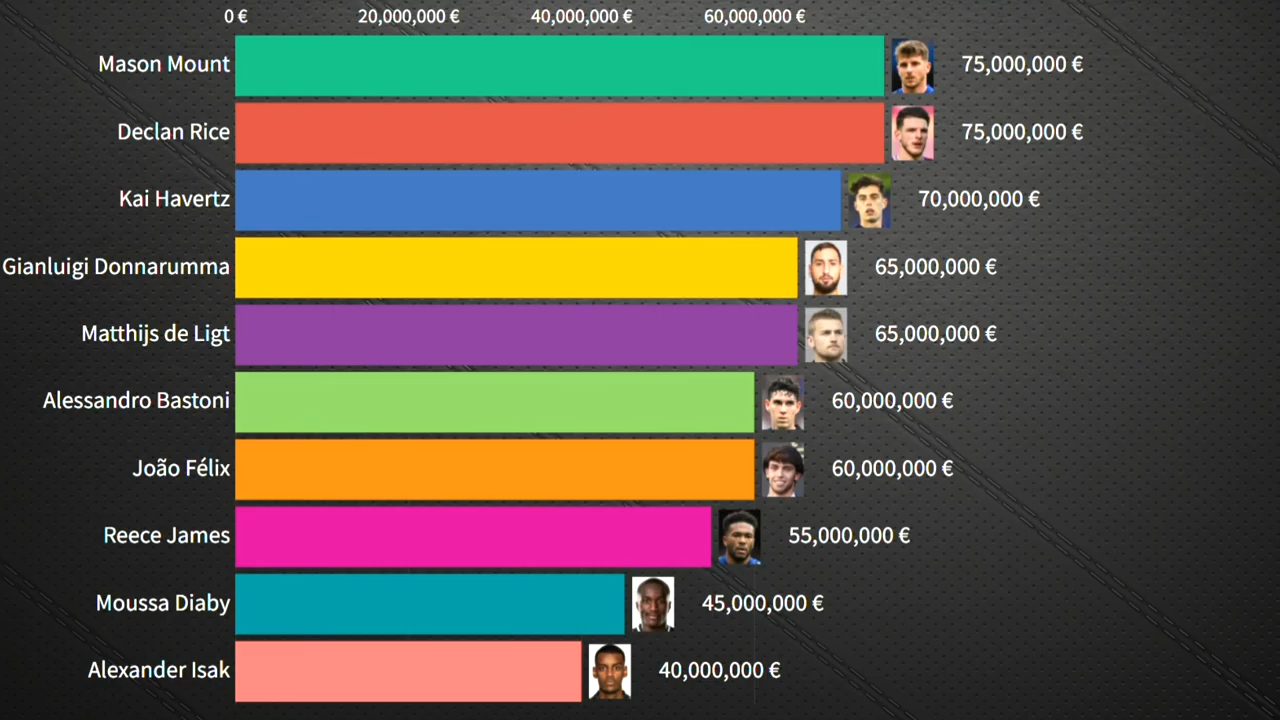 0 € 20,000,000 € 40,000,000 € 60,000,000 €
Mason Mount 75,000,000 €
Declan Rice 75,000,000 €
Kai Havertz 70,000,000 €
Gianluigi Donnarumma 65,000,000 €
Matthijs de Ligt 65,000,000 €
Alessandro Bastoni 60,000,000 €
João Félix 60,000,000 €
Reece James 55,000,000 €
Moussa Diaby 45,000,000 €
Alexander Isak 40,000,000 €